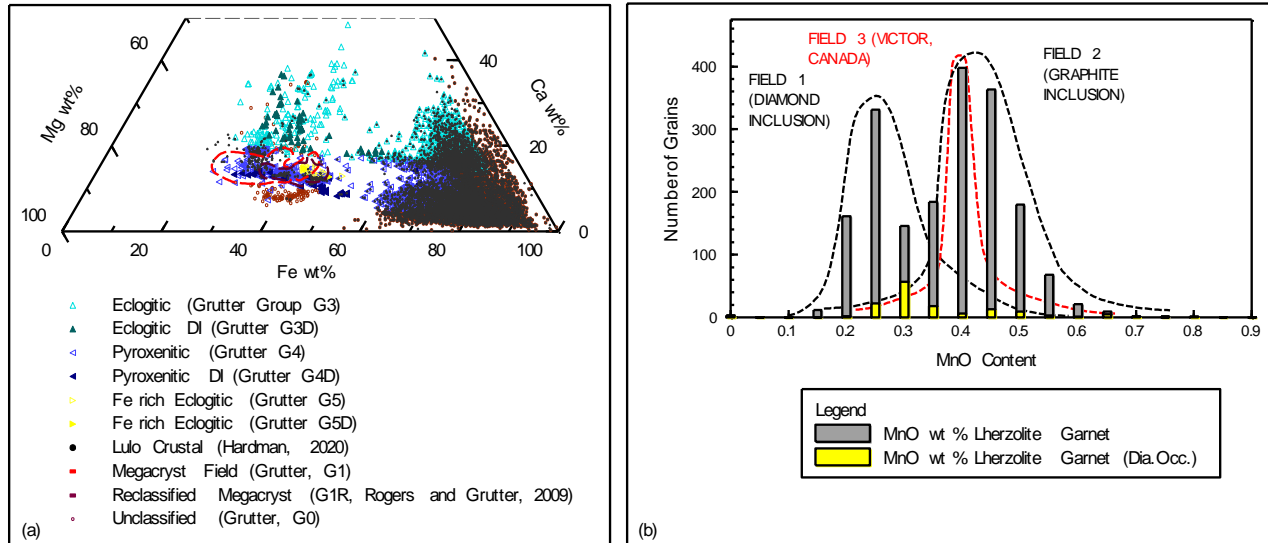 60
80
100
Mg wt%
40
20
0
Ca wt%
0
20
40
60
80
100
Fe wt%
Eclogitic (Grutter Group G3)
Eclogitic DI (Grutter G3D)
Pyroxenitic (Grutter G4)
Pyroxenitic DI (Grutter G4D)
Fe rich Eclogitic (Grutter G5)
Fe rich Eclogitic (Grutter G5D)
Lulo Crustal (Hardman, 2020)
Megacryst Field (Grutter, G1)
Reclassified Megacryst (G1R, Rogers and Grutter, 2009)
Unclassified (Grutter, G0)
(a)
FIELD 3 (VICTOR,
CANADA)
FIELD 1
(DIAMOND
INCLUSION)
FIELD 2
(GRAPHITE
INCLUSION)
Number of Grains
400
300
200
100
0
0
0.1
0.2
0.3
0.4
0.5
0.6
0.7
0.8
0.9
MnO Content
Legend
MnO wt % Lherzolite Garnet
MnO wt % Lherzolite Garnet (Dia.Occ.)
(b)